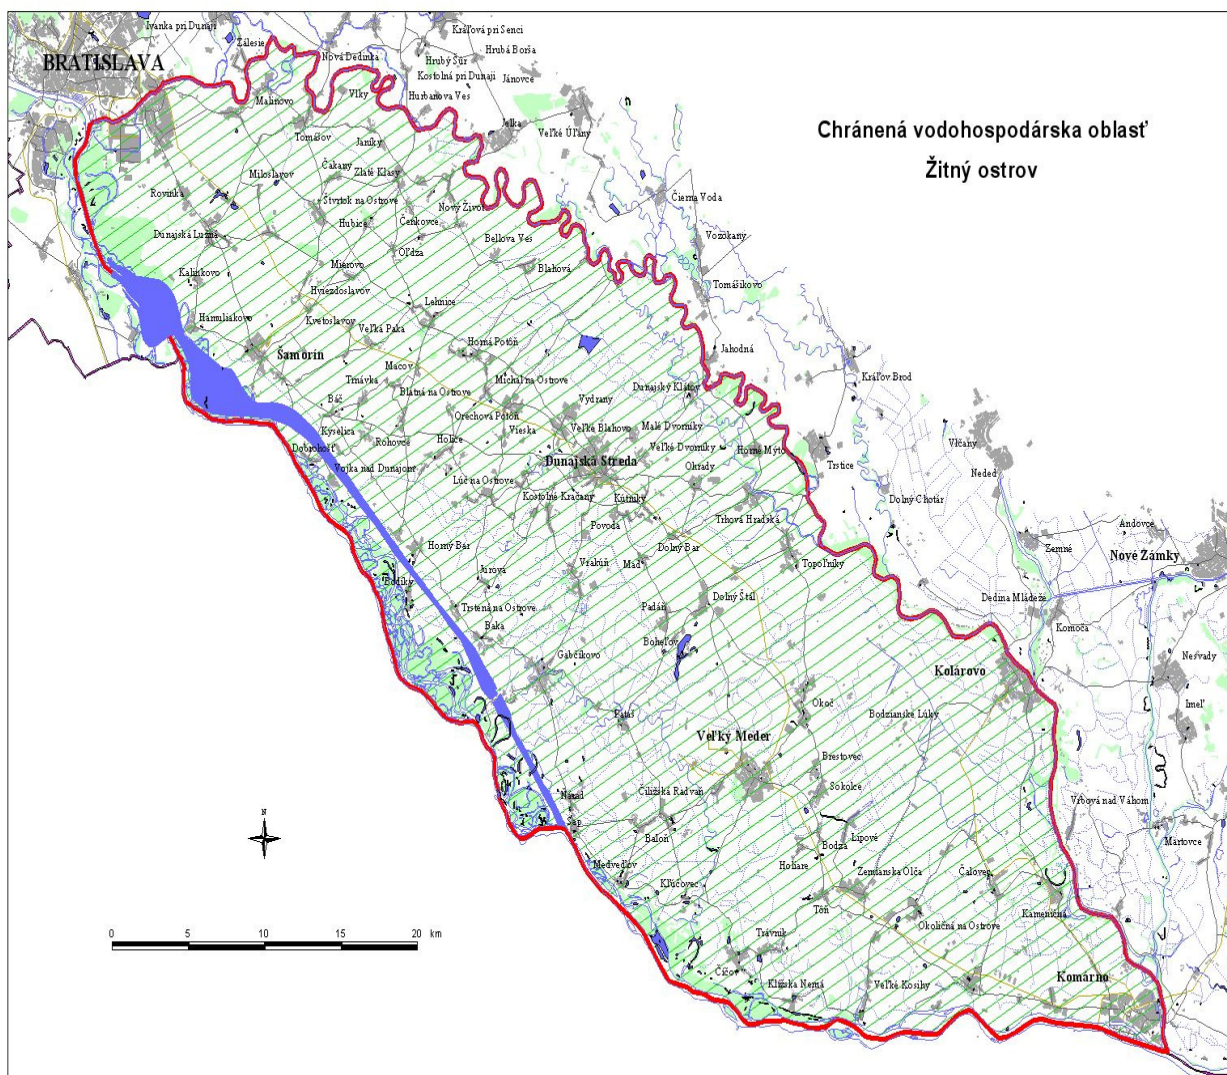 Ivanka pri Dunaji
Kráľová pri Senci
Zálesie
Nová Dedinka
Hrubý Šúr
Hrubá Borša
BRATISLAVA
Kostolná pri Dunaji
Jánovce
Malinovo
Vlky
Hurbanova Ves
Chránená vodohospodárska oblasť
Žitný ostrov
Jelka
Veľké Úľany
Tomášov
Janíky
Čakany
Zlaté Klasy
Miloslavov
Rovinka
Štvrtok na Ostrove
Čierna Voda
Nový Život
Hubice
Čenkovce
Dunajská Lužná
Vozokany
Bellova Ves
Oľdza
Mierovo
Blahová
Kalinkovo
Tomášikovo
Hviezdoslavov
Lehnice
Hamuliakovo
Kvetoslavov
Veľká Paka
Horná Potôň
Jahodná
Šamorín
Macov
Michal na Ostrove
Kráľov Brod
Trnávka
Blatná na Ostrove
Dunajský Klátov
Báč
Vydrany
Orechová Potôň
Kyselica
Vieska
Veľké Blahovo
Malé Dvorníky
Rohovce
Holice
Veľké Dvorníky
Horné Mýto
Vlčany
Dobrohošť
Vojka nad Dunajom
Dunajská Streda
Trstice
Neded
Lúč na Ostrove
Ohrady
Kostolné Kračany
Kútniky
Dolný Chotár
Povoda
Trhová Hradská
Andovce
Horný Bar
Dolný Bar
Zemné
Nové Zámky
Bodíky
Jurová
Vrakúň
Mad
Topoľníky
Trstená na Ostrove
Padáň
Dolný Štál
Dedina Mládeže
Baka
Boheľov
Komoča
Gabčíkovo
Kolárovo
Nesvady
Pataš
Okoč
Bodzianske Lúky
Imeľ
Veľký Meder
Brestovec
Ňárad
Čiližská Radvaň
Sokolce
Vrbová nad Váhom
Sap
Baloň
Lipové
Bodza
Martovce
Medveďov
Holiare
Zemianska Olča
Čalovec
Kľúčovec
Tôň
Kameničná
Okoličná na Ostrove
Trávnik
Číčov
Klížska Nemá
Veľké Kosihy
Komárno
N
0 5 10 15 20 km